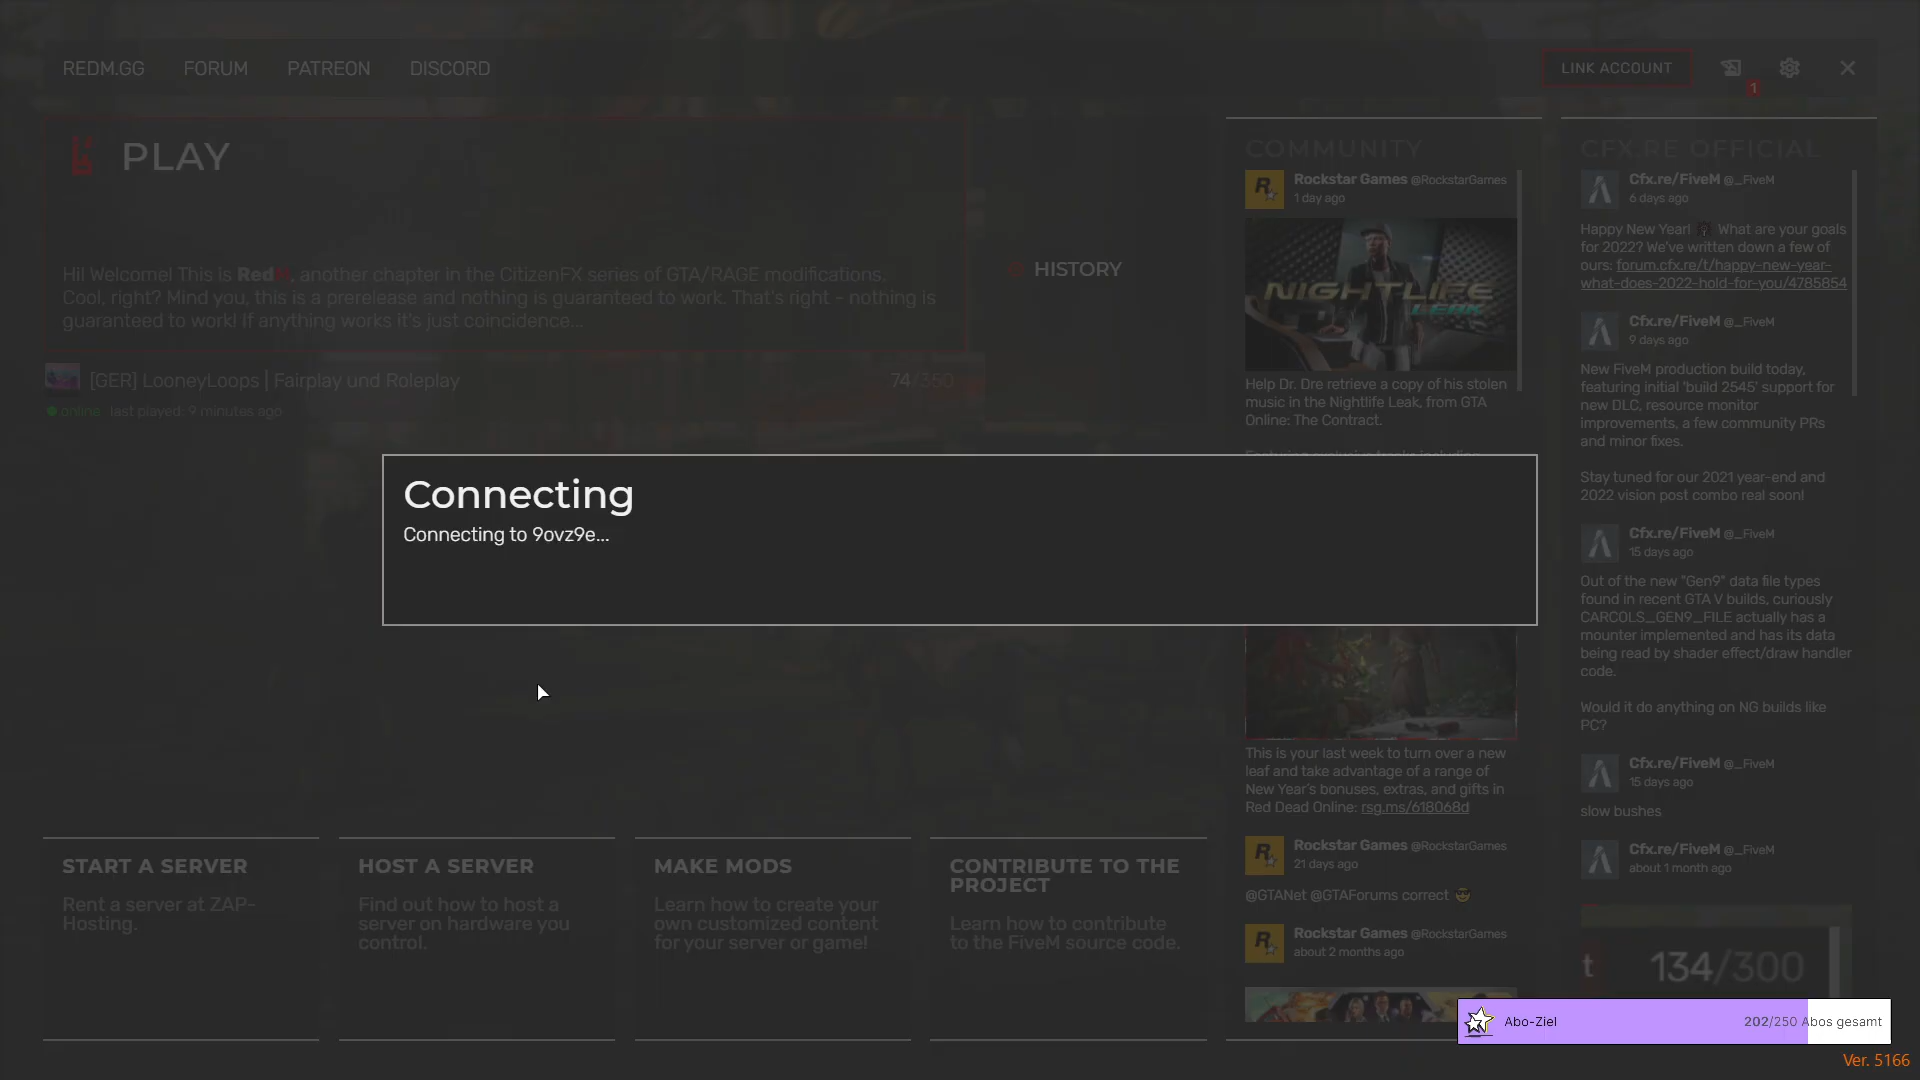 REDM.GG
FORUM
PATREON
DISCORD
LINK ACCOUNT
1
PLAY
Hi! Welcome! This is RedM, another chapter in the CitizenFX series of GTA/RAGE modifications.
Cool, right? Mind you, this is a prerelease and nothing is guaranteed to work. That's right - nothing is
guaranteed to work! If anything works it's just coincidence...
[GER] LooneyLoops | Fairplay und Roleplay
74/350
online last played: 9 minutes ago
HISTORY
Connecting
Connecting to 9ovz9e...
START A SERVER
Rent a server at ZAP-
Hosting.
HOST A SERVER
Find out how to host a
server on hardware you
control.
MAKE MODS
Learn how to create your
own customized content
for your server or game!
CONTRIBUTE TO THE
PROJECT
Learn how to contribute
to the FiveM source code.
COMMUNITY
Rockstar Games @RockstarGames
1 day ago
NIGHTLIFE
LEAK
Help Dr. Dre retrieve a copy of his stolen
music in the Nightlife Leak, from GTA
Online: The Contract.
Featuring exclusive tracks including
This is your last week to turn over a new
leaf and take advantage of a range of
New Year's bonuses, extras, and gifts in
Red Dead Online: rsg.ms/618068d
Rockstar Games @RockstarGames
21 days ago
@GTANet @GTAForums correct 😎
Rockstar Games @RockstarGames
about 2 months ago
CFX.RE OFFICIAL
Cfx.re/FiveM @_FiveM
6 days ago
Happy New Year! What are your goals
for 2022? We've written down a few of
ours: forum.cfx.re/t/happy-new-year-
what-does-2022-hold-for-you/4785854
Cfx.re/FiveM @_FiveM
9 days ago
New FiveM production build today,
featuring initial 'build 2545' support for
new DLC, resource monitor
improvements, a few community PRs
and minor fixes.
Stay tuned for our 2021 year-end and
2022 vision post combo real soon!
Cfx.re/FiveM @_FiveM
15 days ago
Out of the new "Gen9" data file types
found in recent GTA V builds, curiously
CARCOLS_GEN9_FILE actually has a
mounter implemented and has its data
being read by shader effect/draw handler
code.
Would it do anything on NG builds like
PC?
Cfx.re/FiveM @_FiveM
15 days ago
slow bushes
Cfx.re/FiveM @_FiveM
about 1 month ago
t 134/300
Abo-Ziel
202/250 Abos gesamt
Ver. 5166